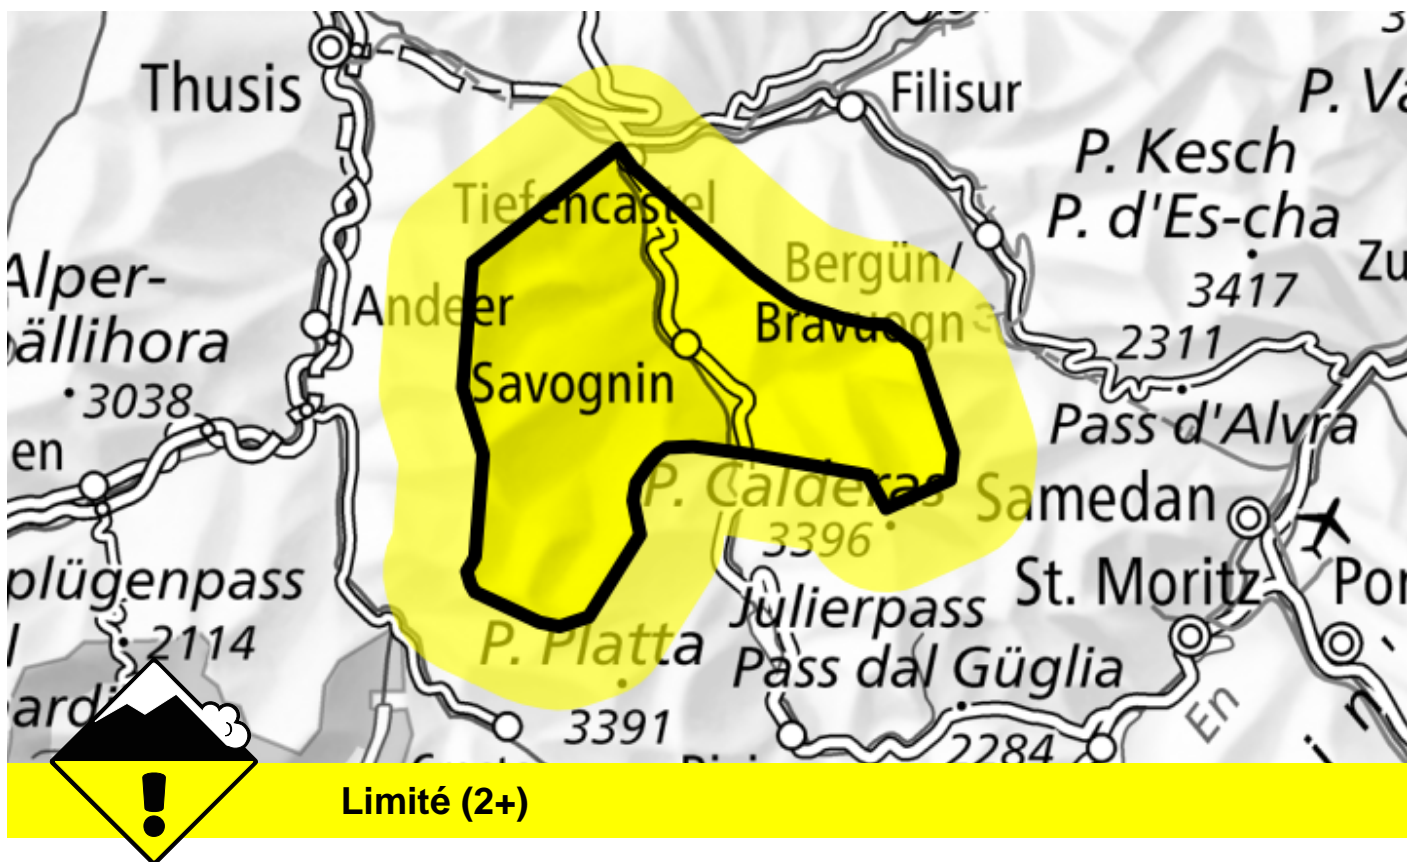 Thusis
Filisur
P. Va
P. Kesch
P. d'Es-cha
3417
Zu
Tiefencastel
Bergün/
Bravuogn
Alper-
ällihora
3038
Andeer
Savognin
2311
Pass d'Alvra
en
P. Calderas
3396
Samedan
plügenpass
2114
St. Moritz
Por
Julierpass
Pass dal Güglia
2284
P. Platta
3391
ardi
En
in
Limité (2+)